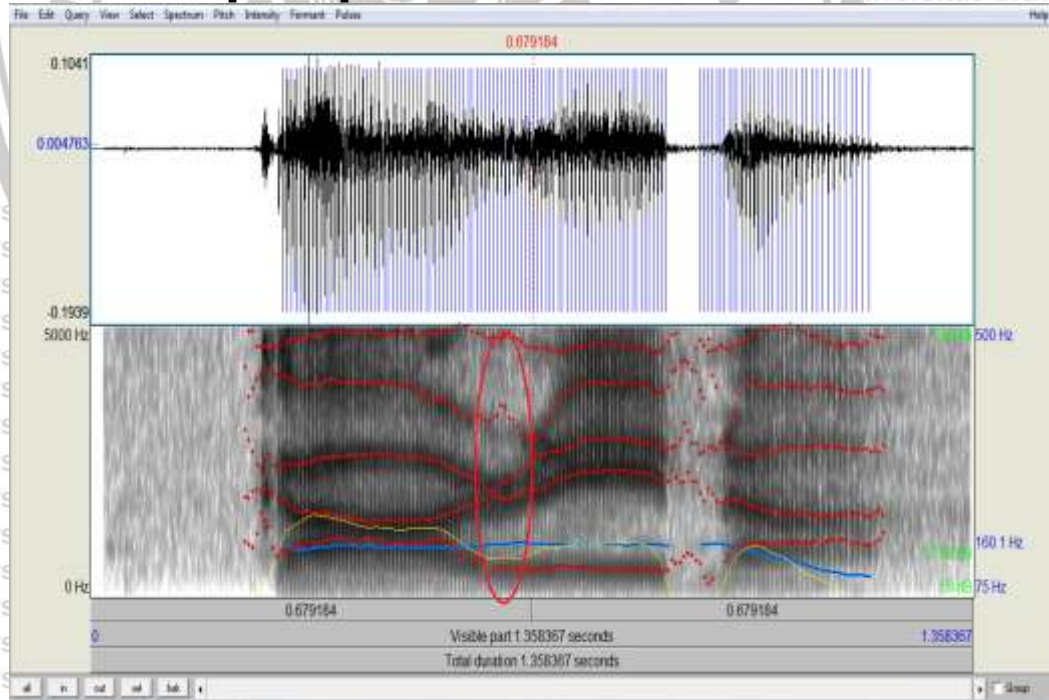 File Edit Query View Select Spectrum Pitch Intensity Formant Pulses Help
0.679184
0.1041
0.004763
-0.1939
5000 Hz 500 Hz
160.1 Hz
0 Hz 75 Hz
0.679184 0.679184
0 Visible part 1.358367 seconds 1.358367
Total duration 1.358367 seconds
all in out sel bak Group